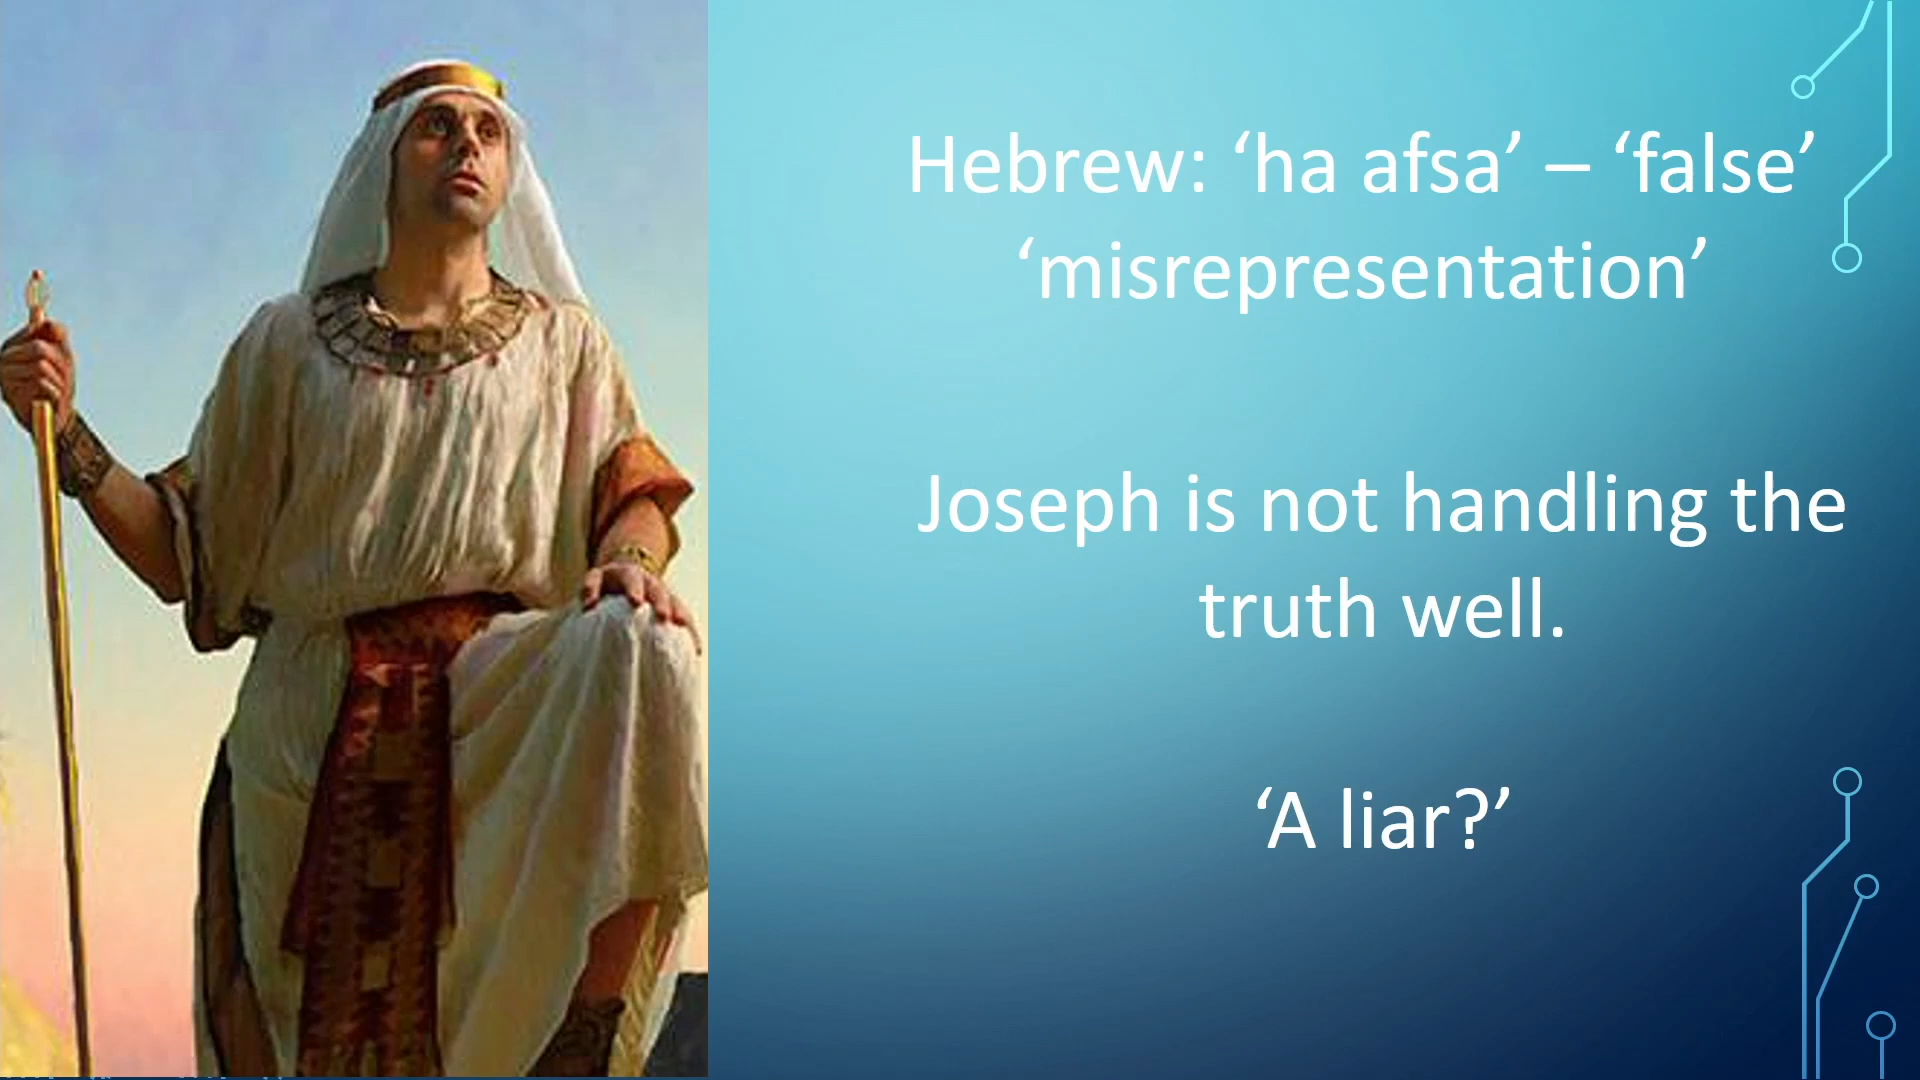 Hebrew: ‘ha afsa’ – ‘false’
‘misrepresentation’
Joseph is not handling the
truth well.
‘A liar?’